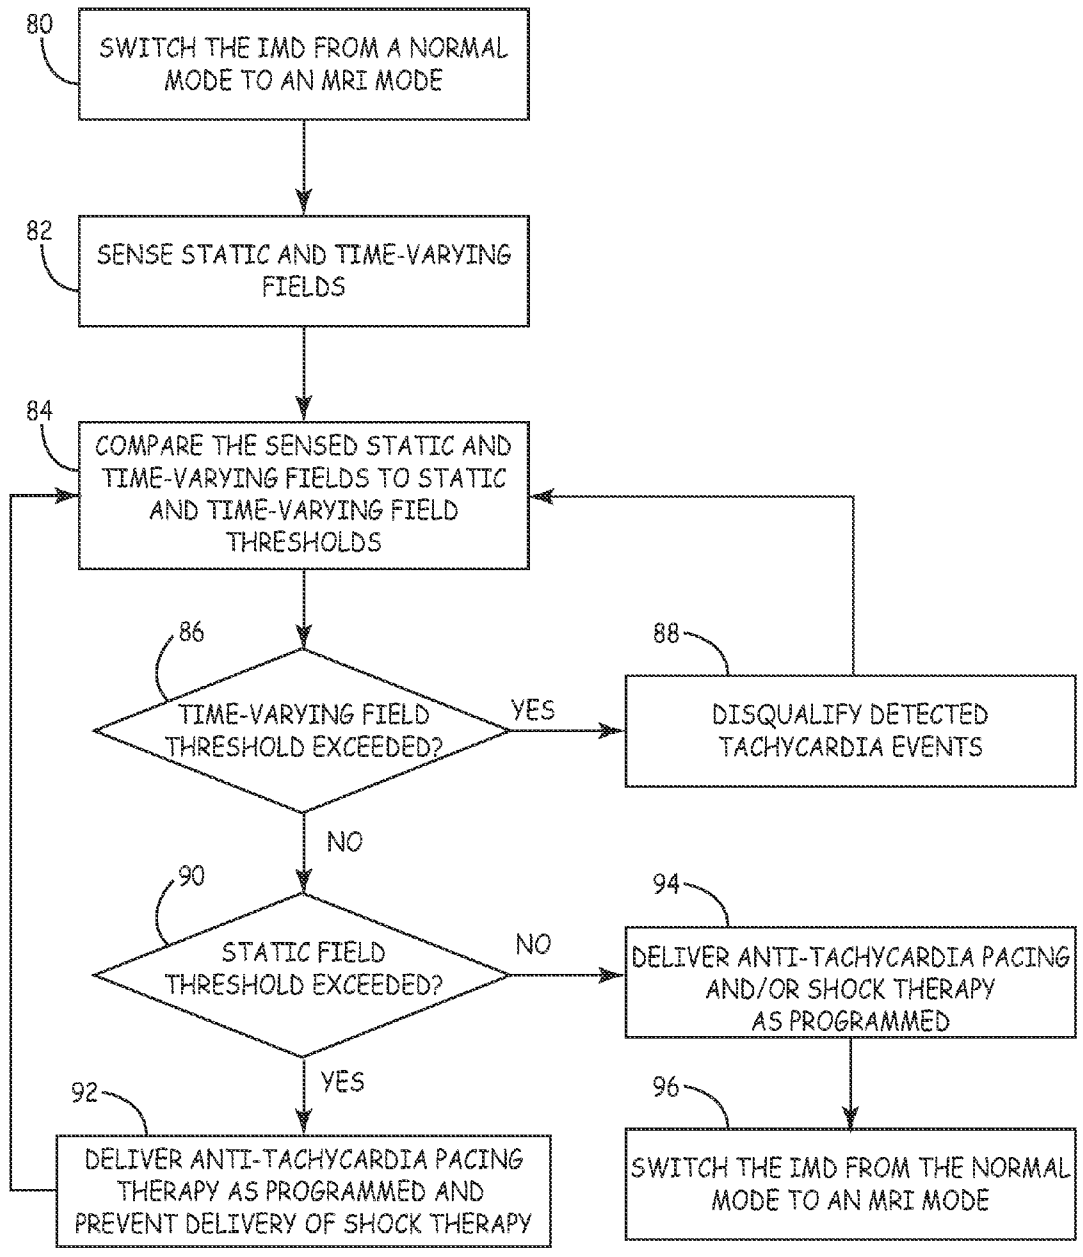 80
SWITCH THE IMD FROM A NORMAL
MODE TO AN MRI MODE
82
SENSE STATIC AND TIME-VARYING
FIELDS
84
COMPARE THE SENSED STATIC AND
TIME-VARYING FIELDS TO STATIC
AND TIME-VARYING FIELD
THRESHOLDS
86
TIME-VARYING FIELD
THRESHOLD EXCEEDED?
YES
88
DISQUALIFY DETECTED
TACHYCARDIA EVENTS
NO
90
STATIC FIELD
THRESHOLD EXCEEDED?
NO
94
DELIVER ANTI-TACHYCARDIA PACING
AND/OR SHOCK THERAPY
AS PROGRAMMED
YES
92
DELIVER ANTI-TACHYCARDIA PACING
THERAPY AS PROGRAMMED AND
PREVENT DELIVERY OF SHOCK THERAPY
96
SWITCH THE IMD FROM THE NORMAL
MODE TO AN MRI MODE